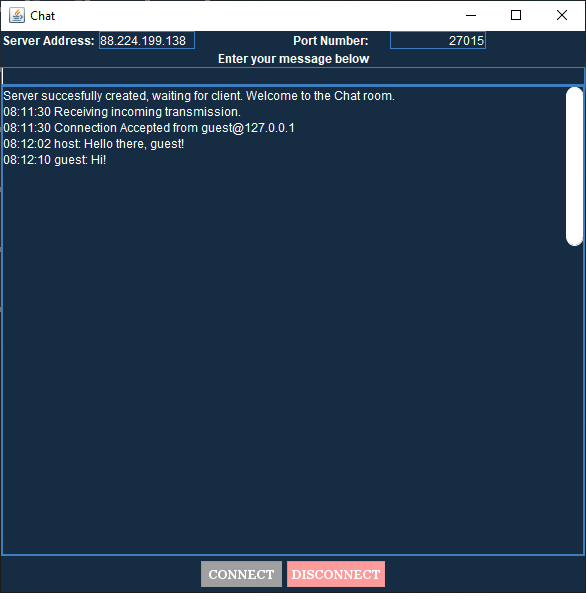 Chat
Server Address: 88.224.199.138 Port Number: 27015
Enter your message below
Server succesfully created, waiting for client. Welcome to the Chat room.
08:11:30 Receiving incoming transmission.
08:11:30 Connection Accepted from guest@127.0.0.1
08:12:02 host: Hello there, guest!
08:12:10 guest: Hi!
CONNECT DISCONNECT